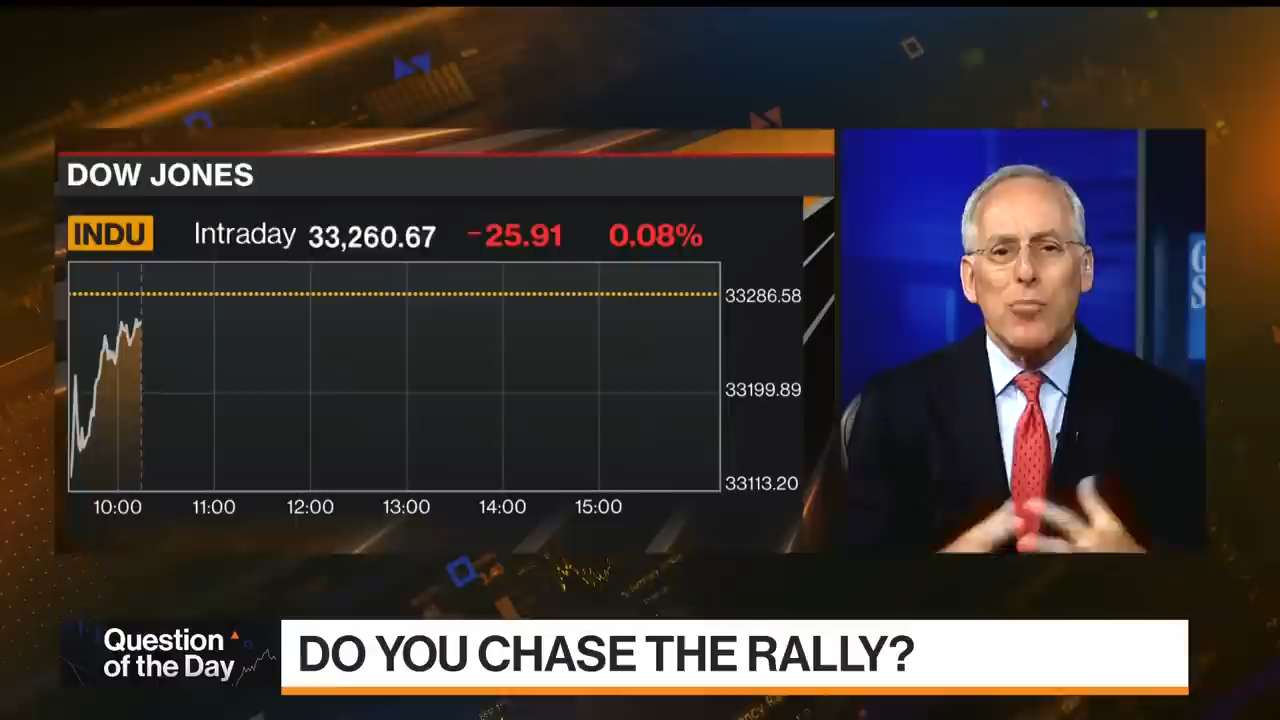 DOW JONES
INDU Intraday 33,260.67 -25.91 0.08%
33286.58
33199.89
33113.20
10:00 11:00 12:00 13:00 14:00 15:00
G
S
Question
of the Day
DO YOU CHASE THE RALLY?